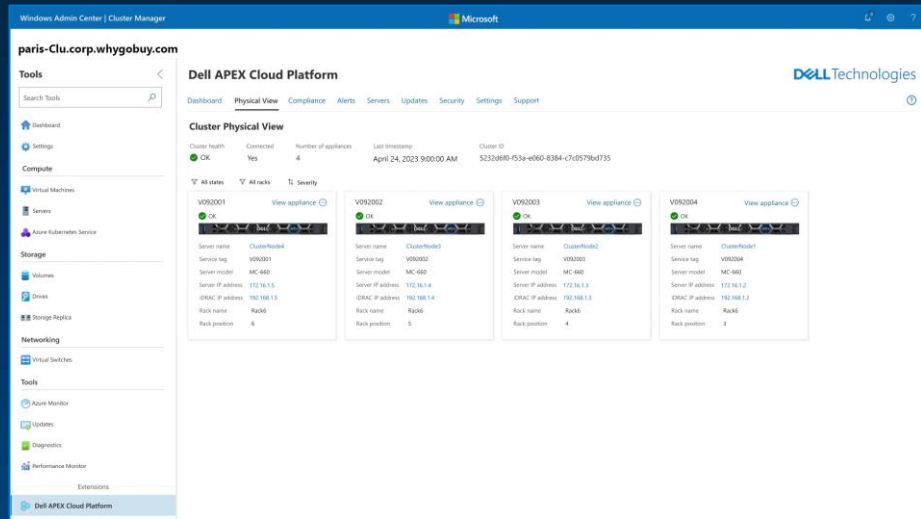 Windows Admin Center | Cluster Manager
Microsoft
paris-Clu.corp.whygobuy.com
Tools
Search Tools
Dashboard
Settings
Compute
Virtual Machines
Servers
Azure Kubernetes Service
Storage
Volumes
Drives
Storage Replica
Networking
Virtual Switches
Tools
Azure Monitor
Updates
Diagnostics
Performance Monitor
Extensions
Dell APEX Cloud Platform
Dell APEX Cloud Platform
DELL Technologies
Dashboard Physical View Compliance Alerts Servers Updates Security Settings Support
Cluster Physical View
Cluster health Connected Number of appliances Last timestamp Cluster ID
OK Yes 4 April 24, 2023 9:00:00 AM 5232d6f0-f53a-e060-8384-c7c0579bd735
All states All racks Severity
V092001 View appliance
OK
Server name ClusterNode4
Service tag V092001
Server model MC-660
Server IP address 172.16.1.5
iDRAC IP address 192.168.1.5
Rack name Rack6
Rack position 6
V092002 View appliance
OK
Server name ClusterNode3
Service tag V092002
Server model MC-660
Server IP address 172.16.1.4
iDRAC IP address 192.168.1.4
Rack name Rack6
Rack position 5
V092003 View appliance
OK
Server name ClusterNode2
Service tag V092003
Server model MC-660
Server IP address 172.16.1.3
iDRAC IP address 192.168.1.3
Rack name Rack6
Rack position 4
V092004 View appliance
OK
Server name ClusterNode1
Service tag V092004
Server model MC-660
Server IP address 172.16.1.2
iDRAC IP address 192.168.1.2
Rack name Rack6
Rack position 3